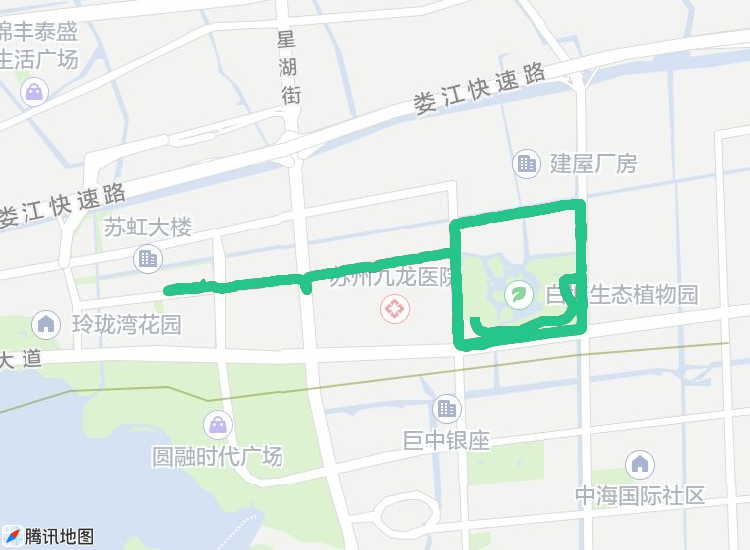 锦丰泰盛
生活广场
星湖街
娄江快速路
建屋厂房
娄江快速路
苏虹大楼
苏州九龙医院
生态植物园
玲珑湾花园
大道
巨中银座
圆融时代广场
中海国际社区
腾讯地图